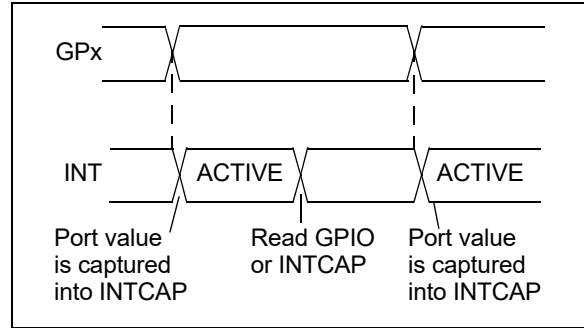 GPx
INT
ACTIVE
ACTIVE
Port value
is captured
into INTCAP
Read GPIO
or INTCAP
Port value
is captured
into INTCAP